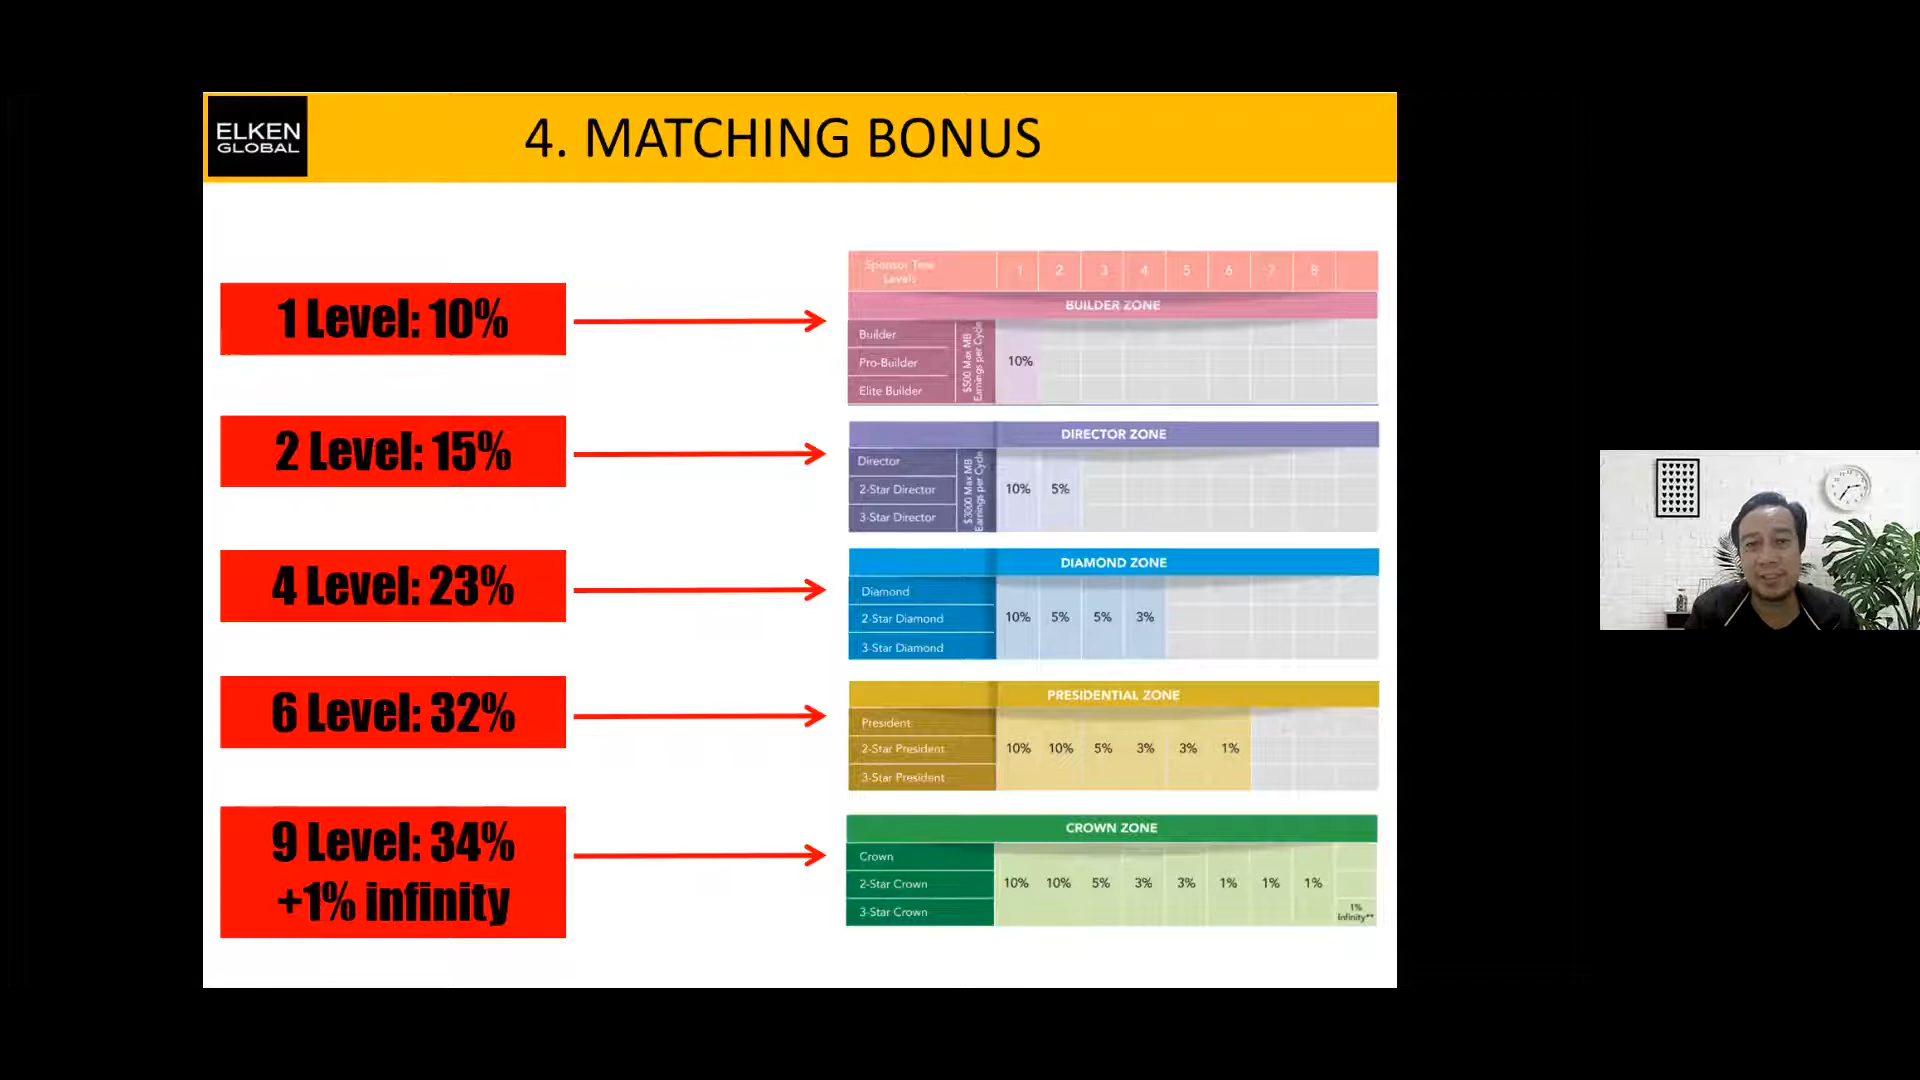 ELKEN
GLOBAL
4. MATCHING BONUS
1 Level: 10%
2 Level: 15%
4 Level: 23%
6 Level: 32%
9 Level: 34%
+1% infinity
Sponsor Tree
Levels
1 2 3 4 5 6 7 8
BUILDER ZONE
Builder
Pro-Builder
Elite Builder
$500 Max MB
Earnings per Cycle
10%
DIRECTOR ZONE
Director
2-Star Director
3-Star Director
$3000 Max MB
Earnings per Cycle
10% 5%
DIAMOND ZONE
Diamond
2-Star Diamond
3-Star Diamond
10% 5% 5% 3%
PRESIDENTIAL ZONE
President
2-Star President
3-Star President
10% 10% 5% 3% 3% 1%
CROWN ZONE
Crown
2-Star Crown
3-Star Crown
10% 10% 5% 3% 3% 1% 1% 1%
1%
Infinity**